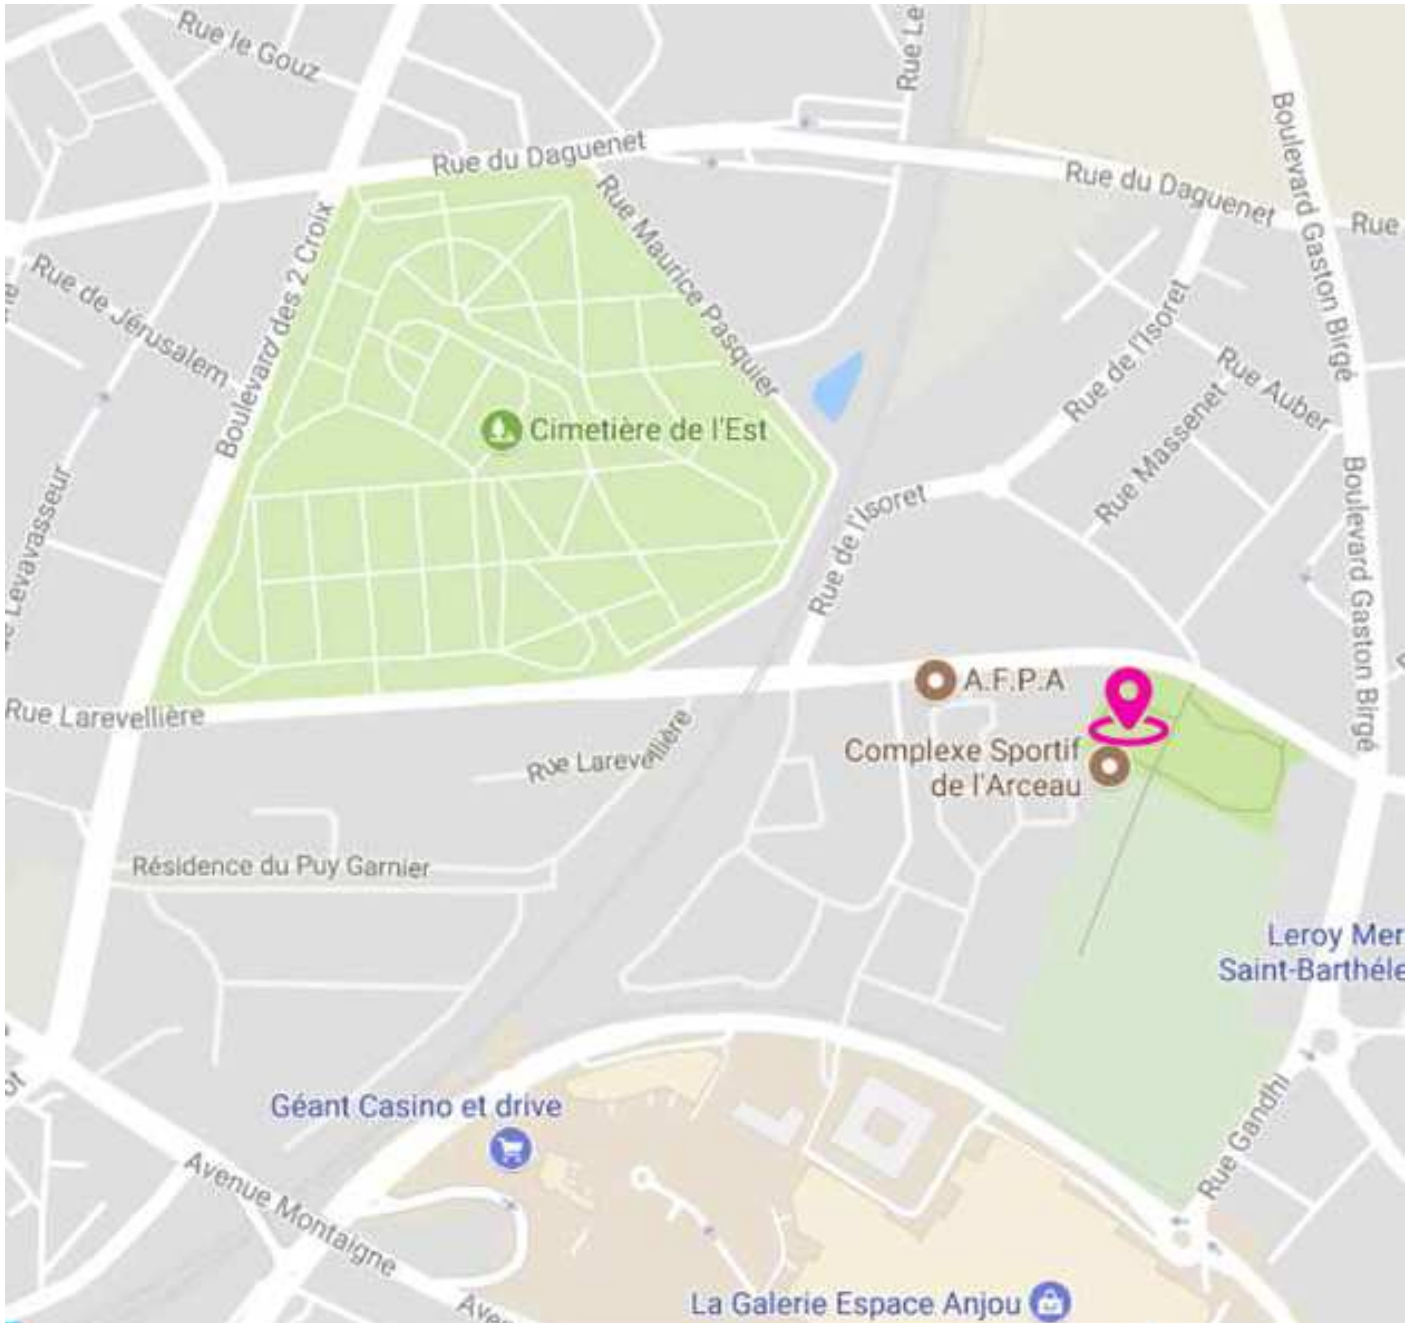 Rue le Gouz
Rue Le
Rue du Daguenet
Boulevard Gaston Birgé
Rue du Daguenet
Rue
Rue Maurice Pasquier
Boulevard des 2 Croix
Rue de Jérusalem
Rue de l'Isoret
Rue Auber
Rue Massenet
Cimetière de l'Est
Levavasseur
Rue de l'Isoret
Boulevard Gaston Birgé
A.F.P.A
Rue Larevellière
Rue Larevellière
Complexe Sportif
de l'Arceau
Résidence du Puy Garnier
Leroy Mer
Saint-Barthéle
Géant Casino et drive
Rue Gandhi
Avenue Montaigne
Aven
La Galerie Espace Anjou